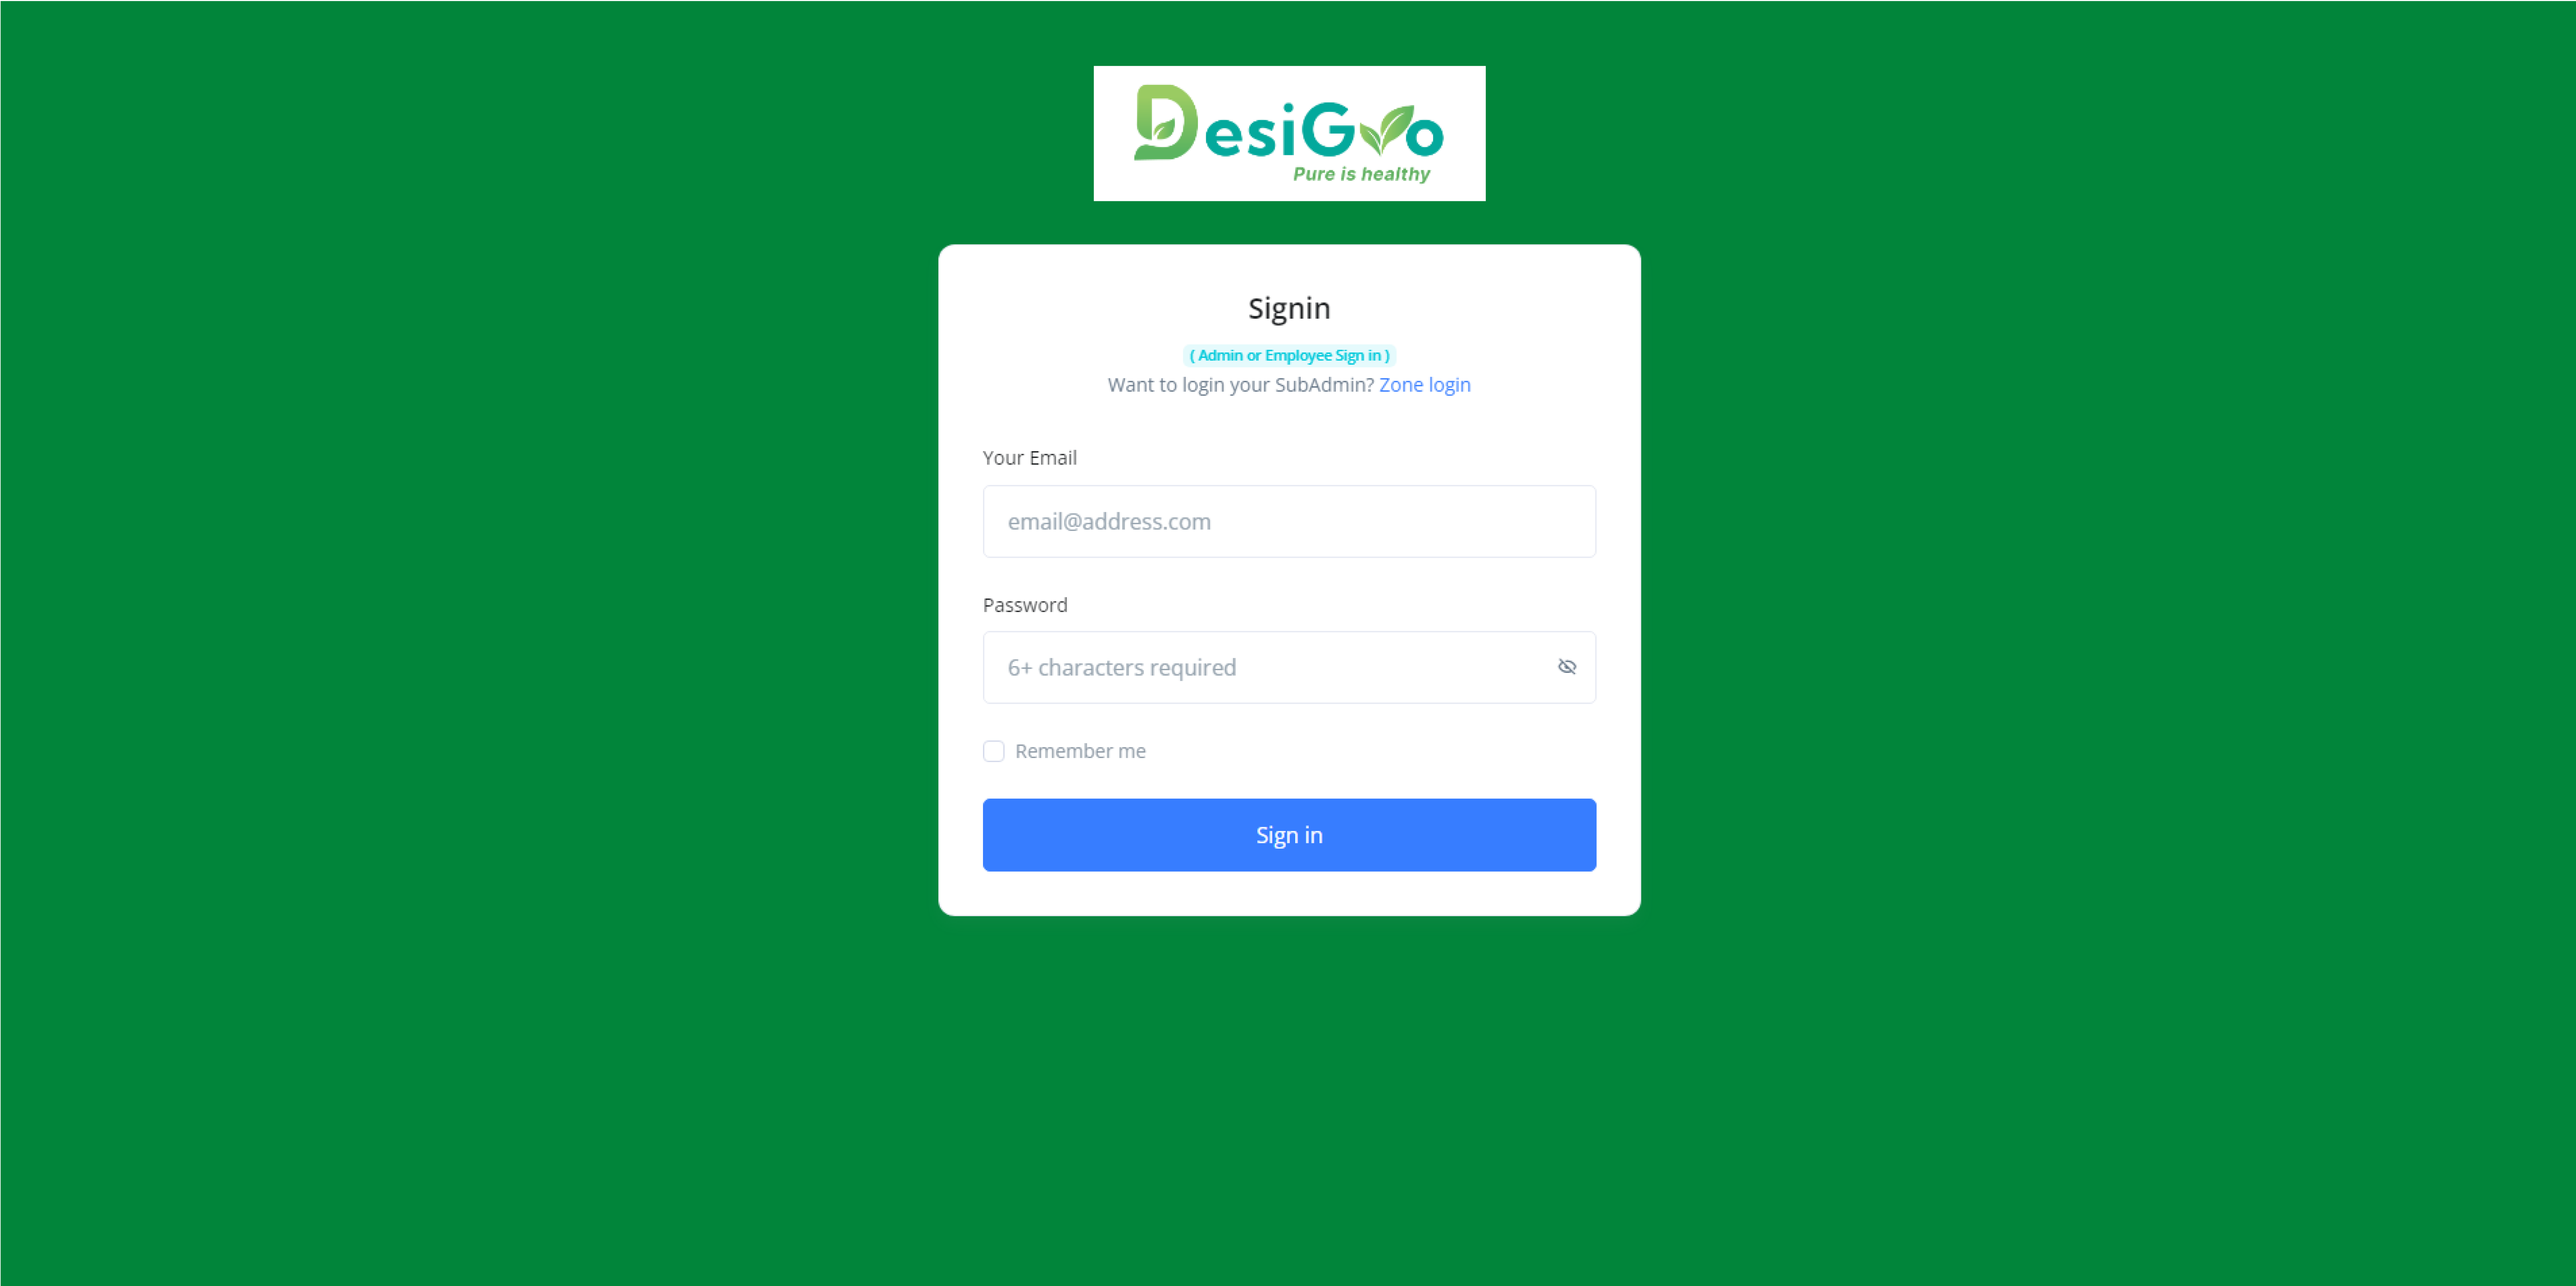 DesiGro
Pure is healthy
Signin
( Admin or Employee Sign in )
Want to login your SubAdmin? Zone login
Your Email
email@address.com
Password
6+ characters required
Remember me
Sign in